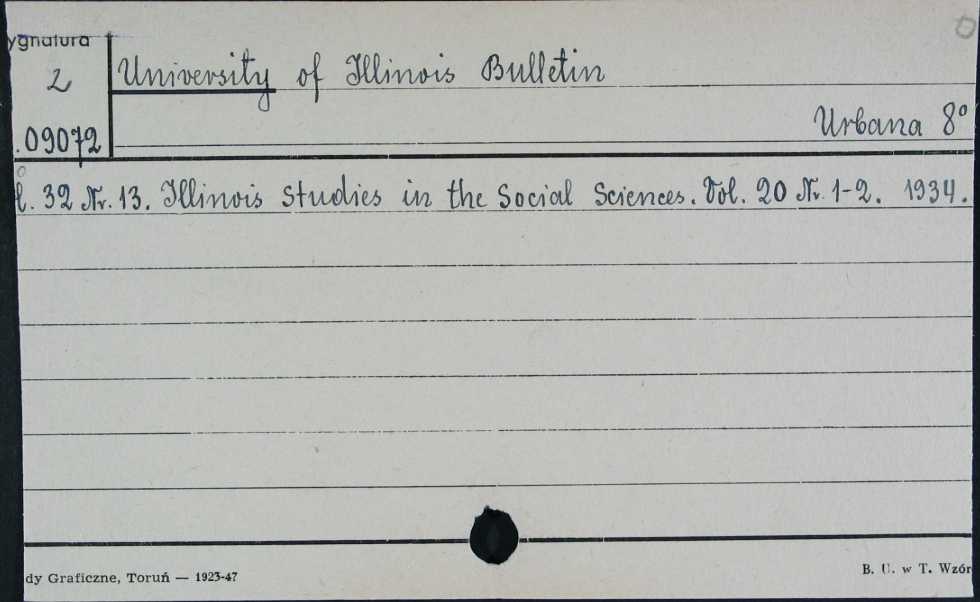 ygnatura
2
University of Illinois Bulletin
Urbana 8°
.09072
l. 32 Nr. 13. Illinois Studies in the Social Sciences. Vol. 20 Nr. 1-2. 1934.
dy Graficzne, Toruń — 1923-47
B. U. w T. Wzór